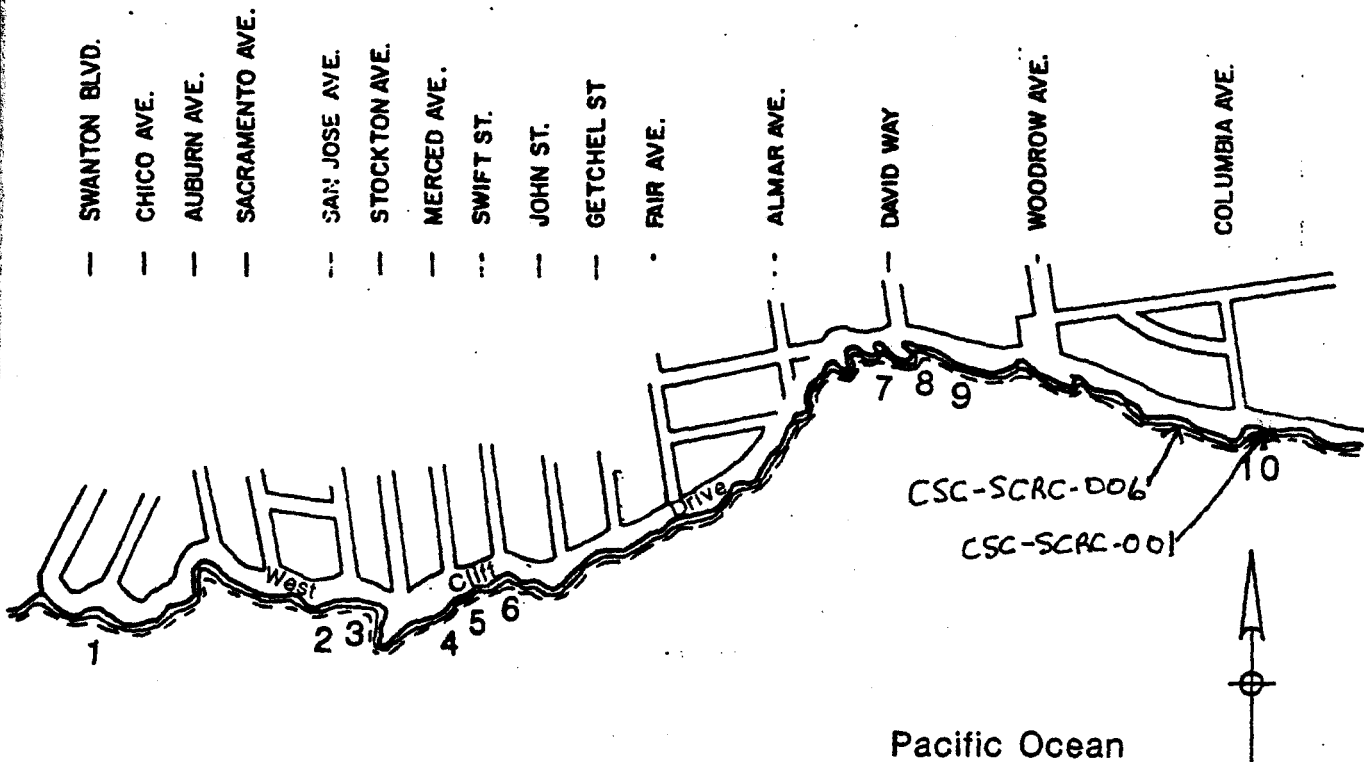 SWANTON BLVD.
CHICO AVE.
AUBURN AVE.
SACRAMENTO AVE.
SAN JOSE AVE.
STOCKTON AVE.
MERCED AVE.
SWIFT ST.
JOHN ST.
GETCHEL ST
FAIR AVE.
ALMAR AVE.
DAVID WAY
WOODROW AVE.
COLUMBIA AVE.
West
Cliff
Drive
1
2
3
4
5
6
7
8
9
10
CSC-SCRC-006
CSC-SCRC-001
Pacific Ocean